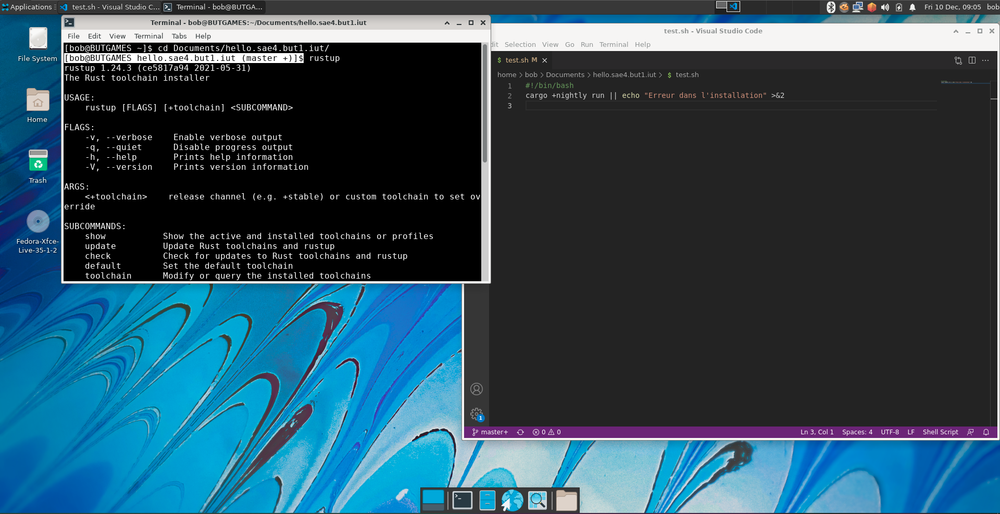 Applications
test.sh - Visual Studio C...
Terminal - bob@BUTGA...
Fri 10 Dec, 09:05
bob
File System
Home
Trash
Fedora-Xfce-
Live-35-1-2
Terminal - bob@BUTGAMES:~/Documents/hello.sae4.but1.iut
File Edit View Terminal Tabs Help
[bob@BUTGAMES ~]$ cd Documents/hello.sae4.but1.iut/
[bob@BUTGAMES hello.sae4.but1.iut (master +)]$ rustup
rustup 1.24.3 (ce5817a94 2021-05-31)
The Rust toolchain installer
USAGE:
rustup [FLAGS] [+toolchain] <SUBCOMMAND>
FLAGS:
-v, --verbose    Enable verbose output
-q, --quiet      Disable progress output
-h, --help       Prints help information
-V, --version    Prints version information
ARGS:
<+toolchain>    release channel (e.g. +stable) or custom toolchain to set ov
erride
SUBCOMMANDS:
show           Show the active and installed toolchains or profiles
update         Update Rust toolchains and rustup
check          Check for updates to Rust toolchains and rustup
default        Set the default toolchain
toolchain      Modify or query the installed toolchains
test.sh - Visual Studio Code
dit Selection View Go Run Terminal Help
$ test.sh M
home > bob > Documents > hello.sae4.but1.iut > $ test.sh
1 #!/bin/bash
2 cargo +nightly run || echo "Erreur dans l'installation" >&2
3
1
master+ 0 0 Ln 3, Col 1 Spaces: 4 UTF-8 LF Shell Script